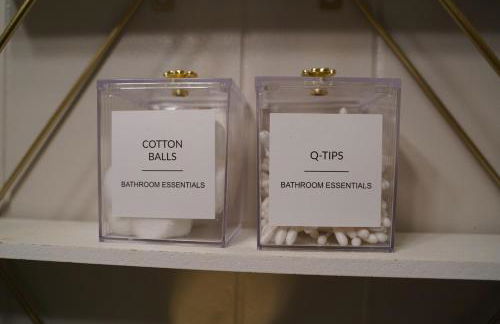 COTTON
BALLS
BATHROOM ESSENTIALS
Q-TIPS
BATHROOM ESSENTIALS